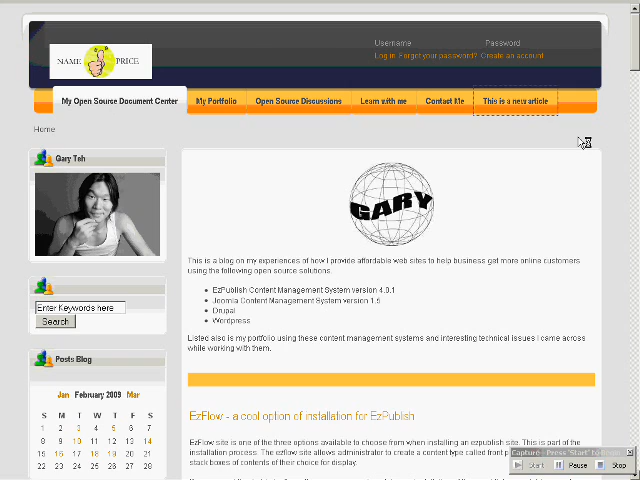 Username Password
NAME PRICE
Log in Forgot your password? Create an account
My Open Source Document Center My Portfolio Open Source Discussions Learn with me Contact Me This is a new article
Home
Gary Teh
GARY
This is a blog on my experiences of how I provide affordable web sites to help business get more online customers
using the following open source solutions.
EzPublish Content Management System version 4.0.1
Joomla Content Management System version 1.5
Drupal
Wordpress
Listed also is my portfolio using these content management systems and interesting technical issues I came across
while working with them.
Enter Keywords here
Search
Posts Blog
Jan February 2009 Mar
S M T W T F S
1 2 3 4 5 6 7
8 9 10 11 12 13 14
15 16 17 18 19 20 21
22 23 24 25 26 27 28
EzFlow - a cool option of installation for EzPublish
EzFlow site is one of the three options available to choose from when installing an ezpublish site. This is part of the
installation process. The ezflow site allows administrator to create a content type called front p
stack boxes of contents of their choice for display.
Capture - Press 'Start' to Begin
Start Pause Stop